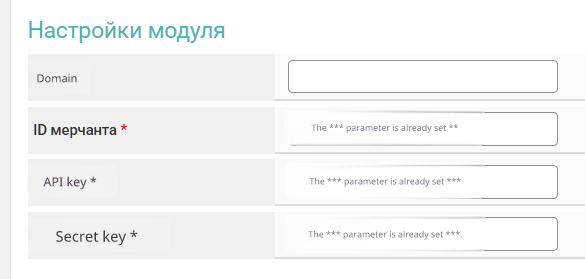 Настройки модуля
Domain
ID мерчанта *
The *** parameter is already set **
API key *
The *** parameter is already set ***
Secret key *
The *** parameter is already set ***.